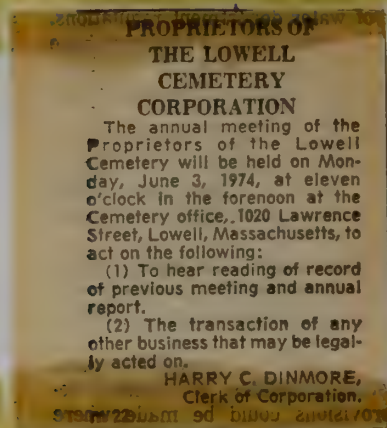 PROPRIETORS OF
THE LOWELL
CEMETERY
CORPORATION
The annual meeting of the
Proprietors of the Lowell
Cemetery will be held on Mon-
day, June 3, 1974, at eleven
o'clock in the forenoon at the
Cemetery office, 1020 Lawrence
Street, Lowell, Massachusetts, to
act on the following:
(1) To hear reading of record
of previous meeting and annual
report.
(2) The transaction of any
other business that may be legal-
ly acted on.
HARRY C. DINMORE,
Clerk of Corporation.